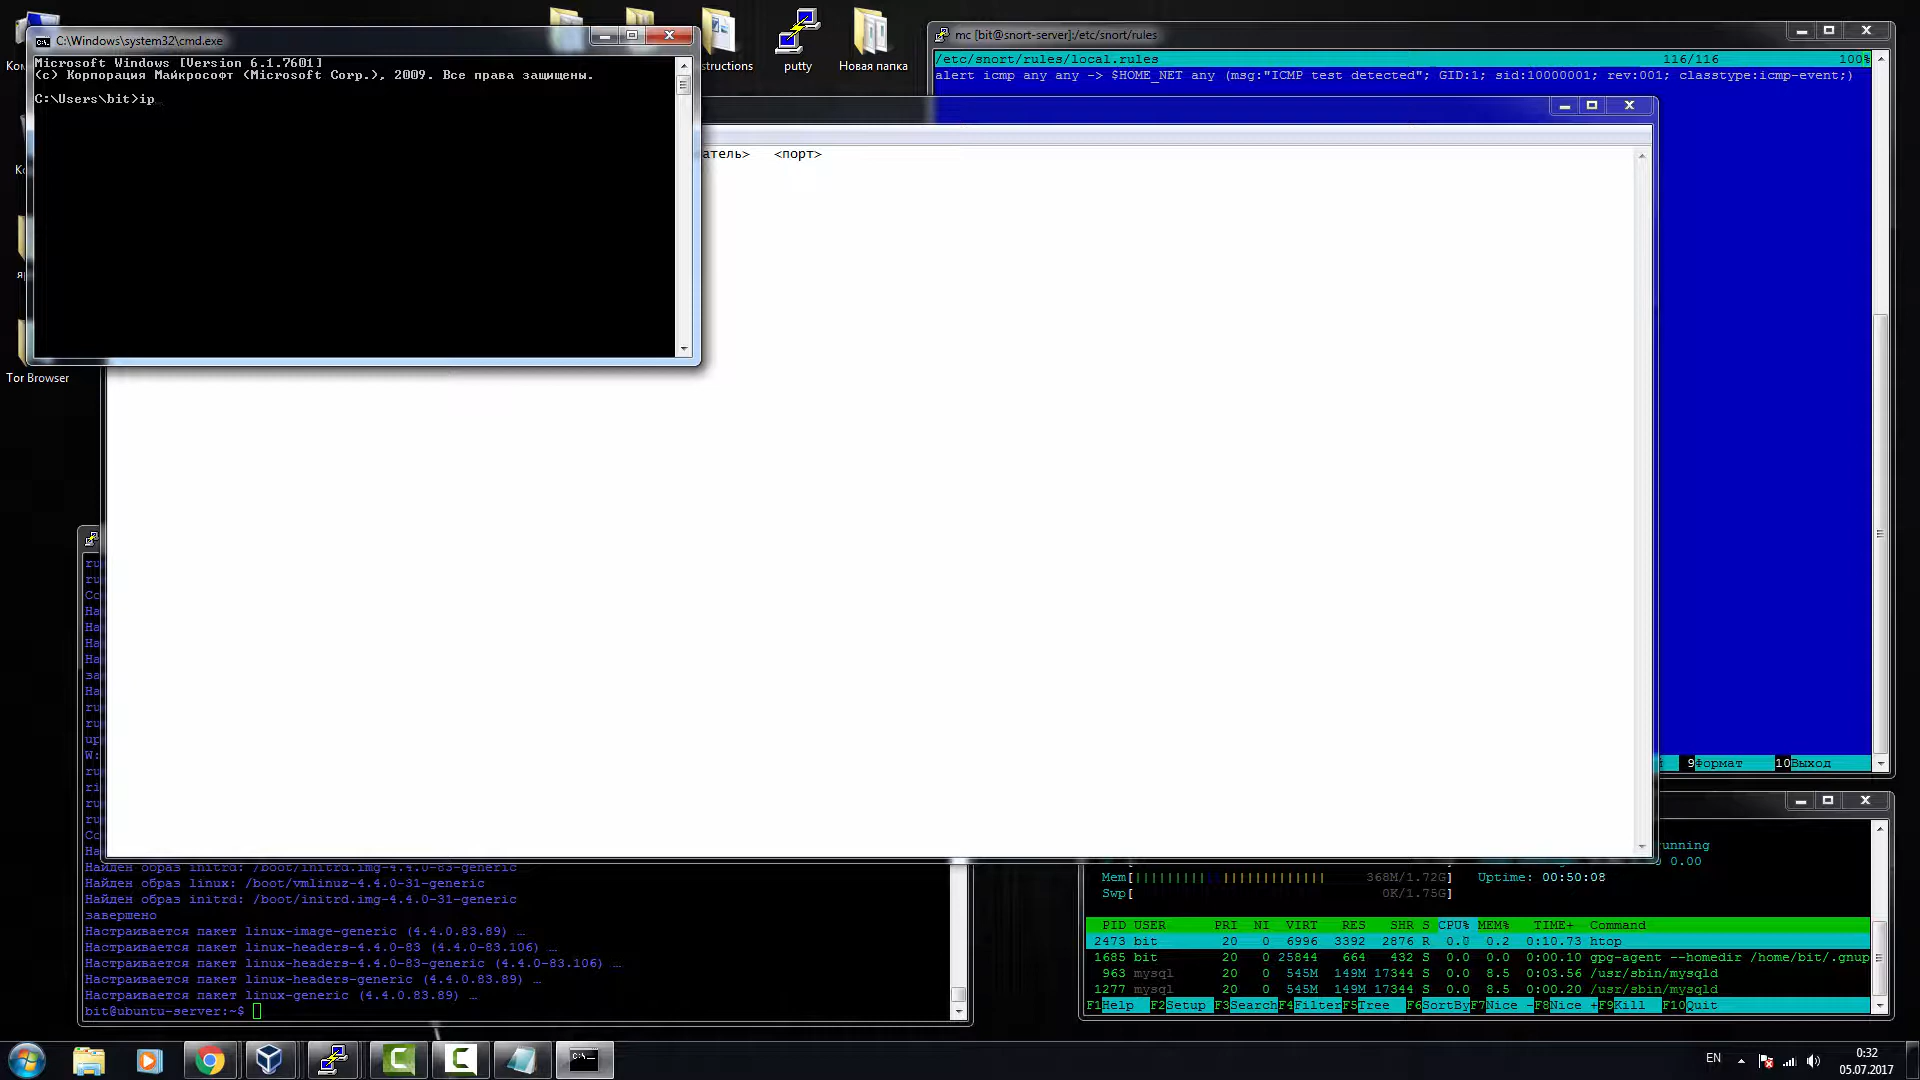 C:\Windows\system32\cmd.exe
Microsoft Windows [Version 6.1.7601]
(c) Корпорация Майкрософт (Microsoft Corp.), 2009. Все права защищены.
C:\Users\bit>ip
structions
putty
Новая папка
Tor Browser
mc [bit@snort-server]:/etc/snort/rules
/etc/snort/rules/local.rules 116/116 100%
alert icmp any any -> $HOME_NET any (msg:"ICMP test detected"; GID:1; sid:10000001; rev:001; classtype:icmp-event;)
атель> <порт>
9Формат 10Выход
Найден образ initrd: /boot/initrd.img-4.4.0-83-generic
Найден образ linux: /boot/vmlinuz-4.4.0-31-generic
Найден образ initrd: /boot/initrd.img-4.4.0-31-generic
завершено
Настраивается пакет linux-image-generic (4.4.0.83.89) …
Настраивается пакет linux-headers-4.4.0-83 (4.4.0-83.106) …
Настраивается пакет linux-headers-4.4.0-83-generic (4.4.0-83.106) …
Настраивается пакет linux-headers-generic (4.4.0.83.89) …
Настраивается пакет linux-generic (4.4.0.83.89) …
bit@ubuntu-server:~$
unning
0.00
Mem[ 368M/1.72G] Uptime: 00:50:08
Swp[ 0K/1.75G]
PID USER PRI NI VIRT RES SHR S CPU% MEM% TIME+ Command
2473 bit 20 0 6996 3392 2876 R 0.0 0.2 0:10.73 htop
1685 bit 20 0 25844 664 432 S 0.0 0.0 0:00.10 gpg-agent --homedir /home/bit/.gnup
963 mysql 20 0 545M 149M 17344 S 0.0 8.5 0:03.56 /usr/sbin/mysqld
1277 mysql 20 0 545M 149M 17344 S 0.0 8.5 0:00.20 /usr/sbin/mysqld
F1Help F2Setup F3SearchF4FilterF5Tree F6SortByF7Nice -F8Nice +F9Kill F10Quit
EN
0:32
05.07.2017